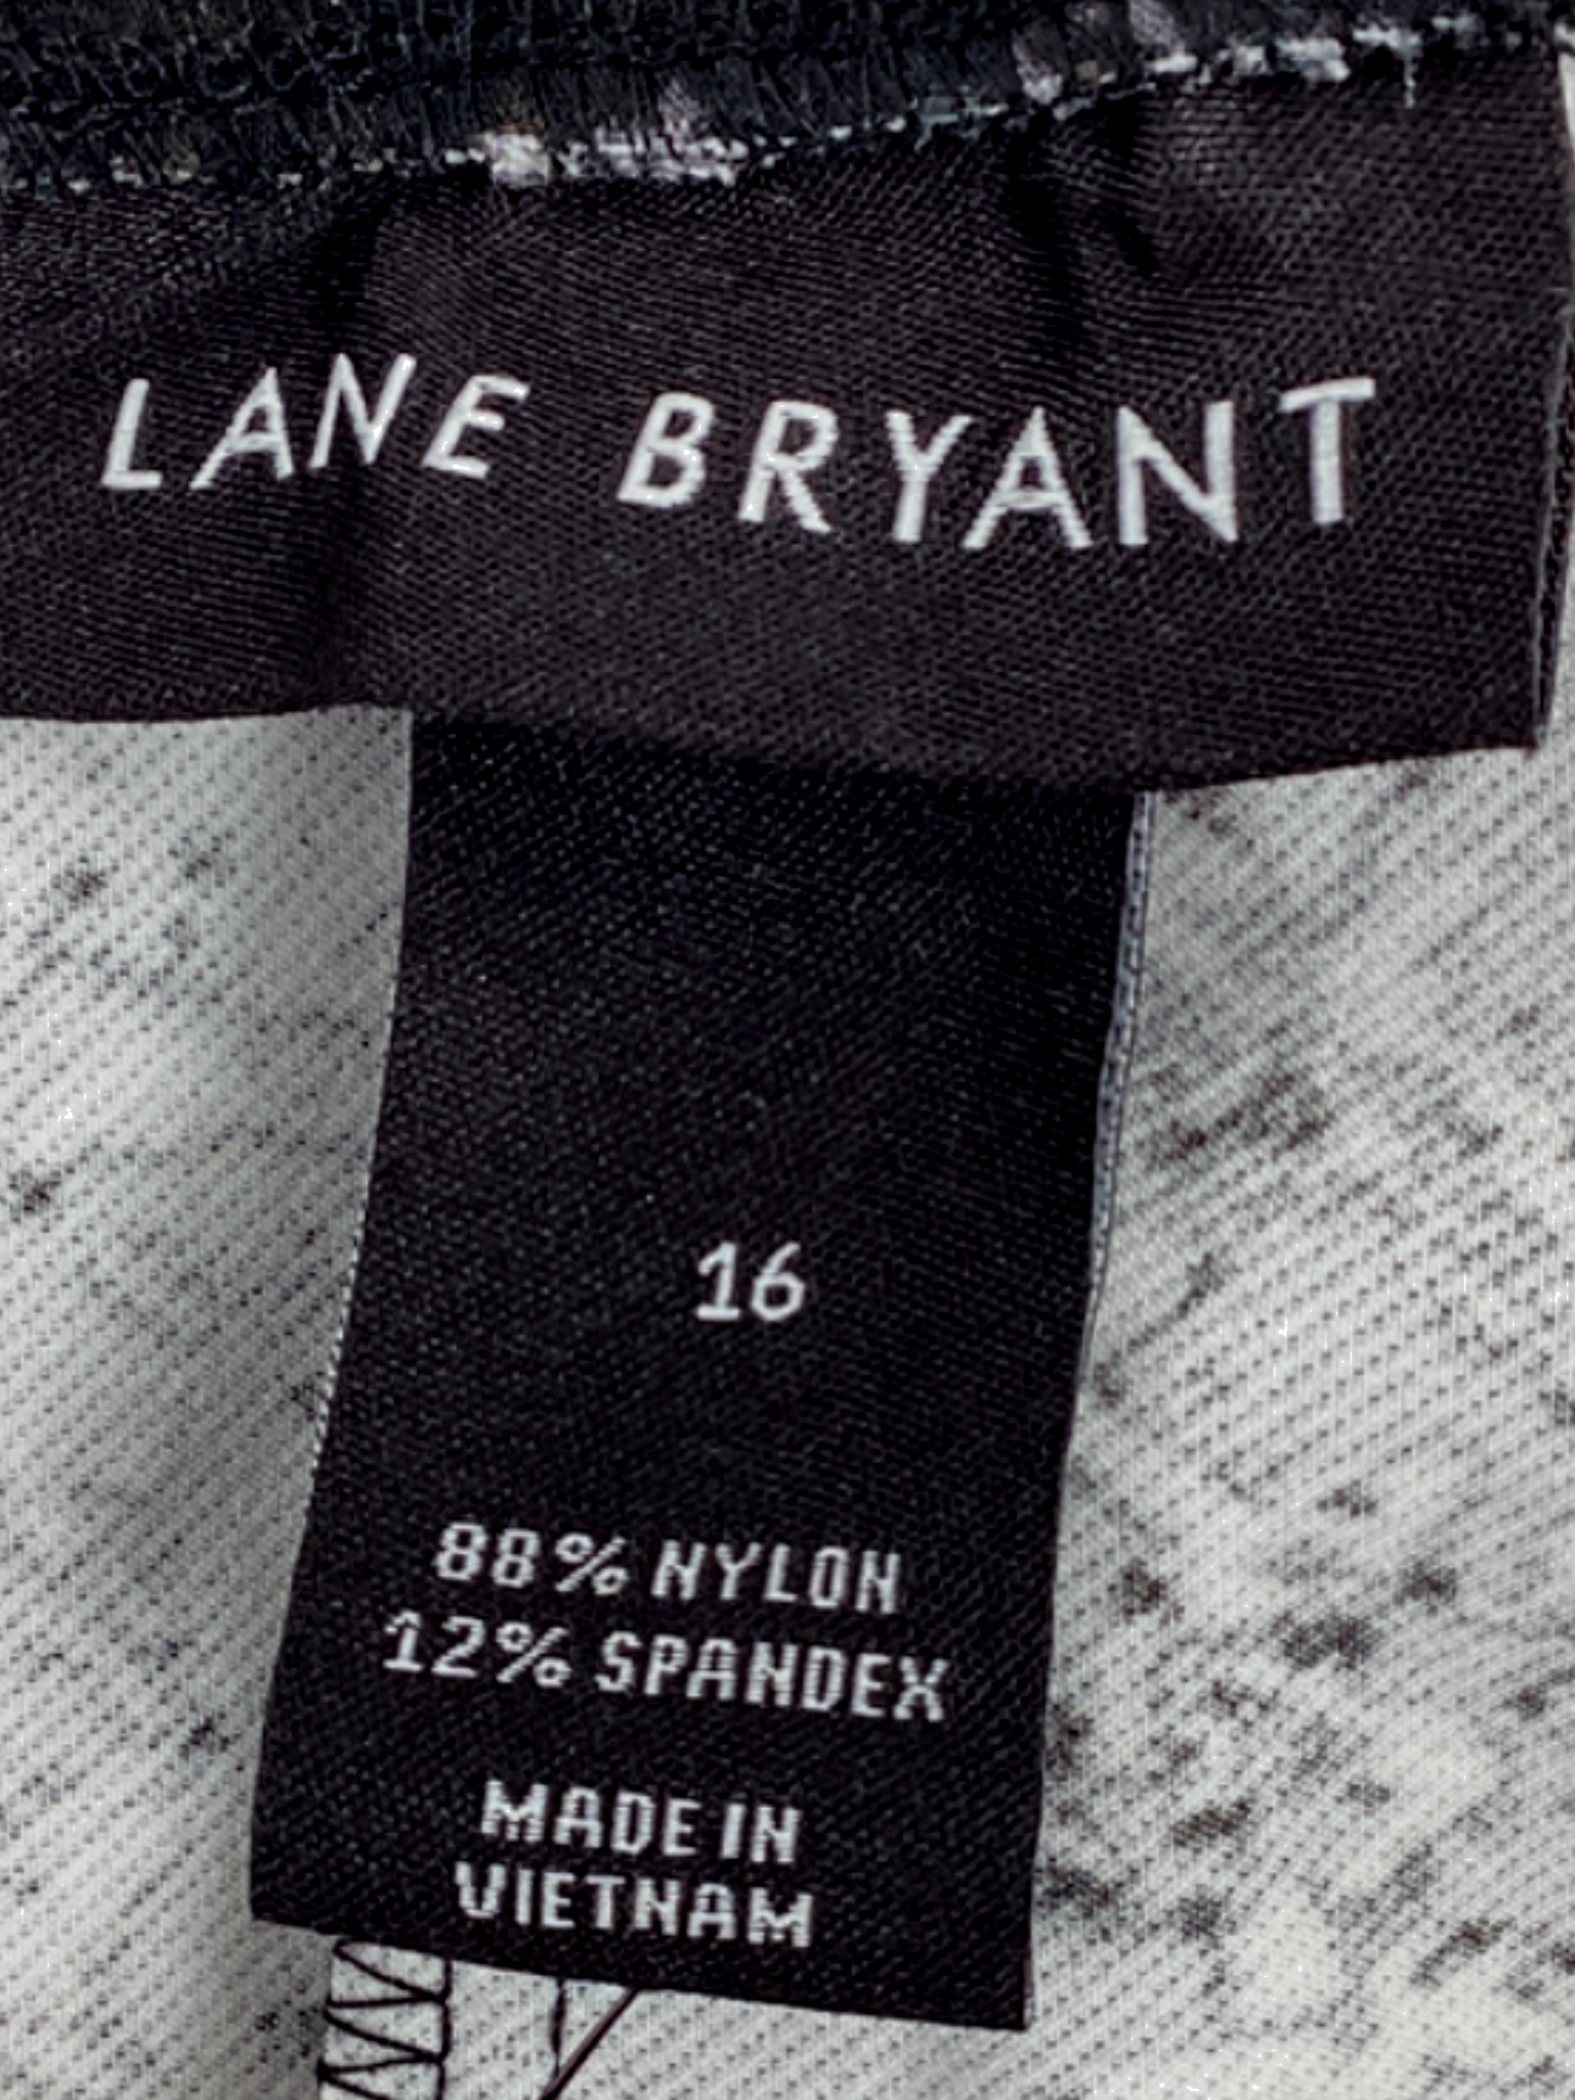 LANE BRYANT
16
88% NYLON
12% SPANDEX
MADE IN
VIETNAM